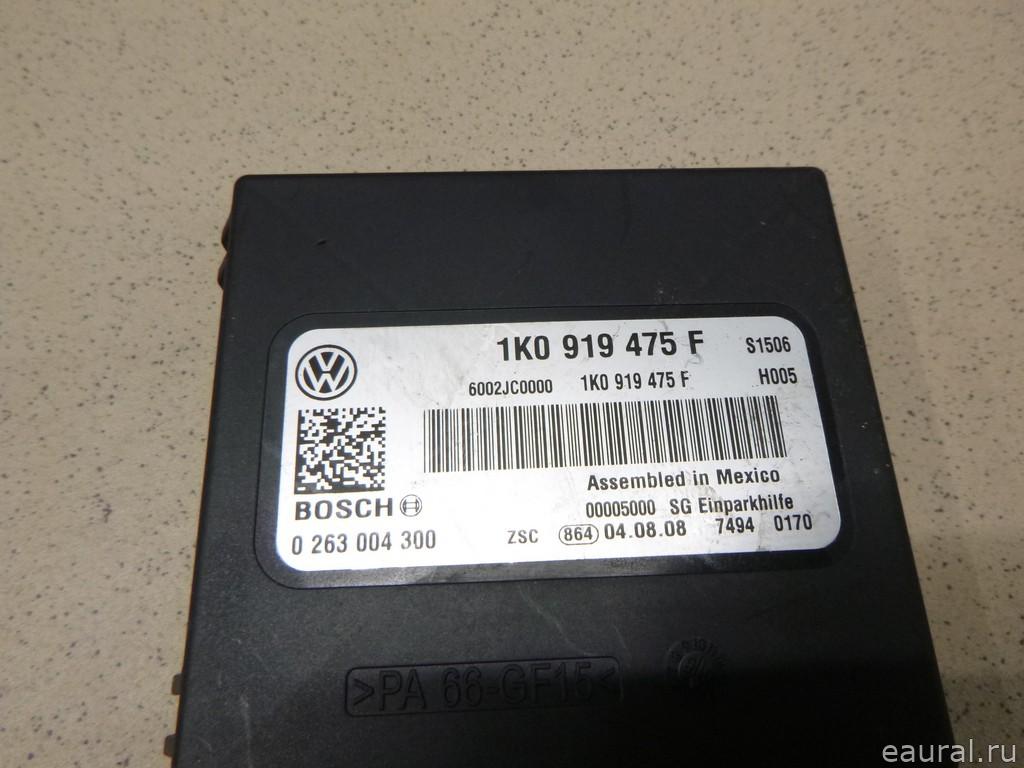 1K0 919 475 F S1506
6002JC0000 1K0 919 475 F H005
Assembled in Mexico
BOSCH
00005000 SG Einparkhilfe
0 263 004 300 ZSC 864 04.08.08 7494 0170
>PA 66-GF15<
eaural.ru